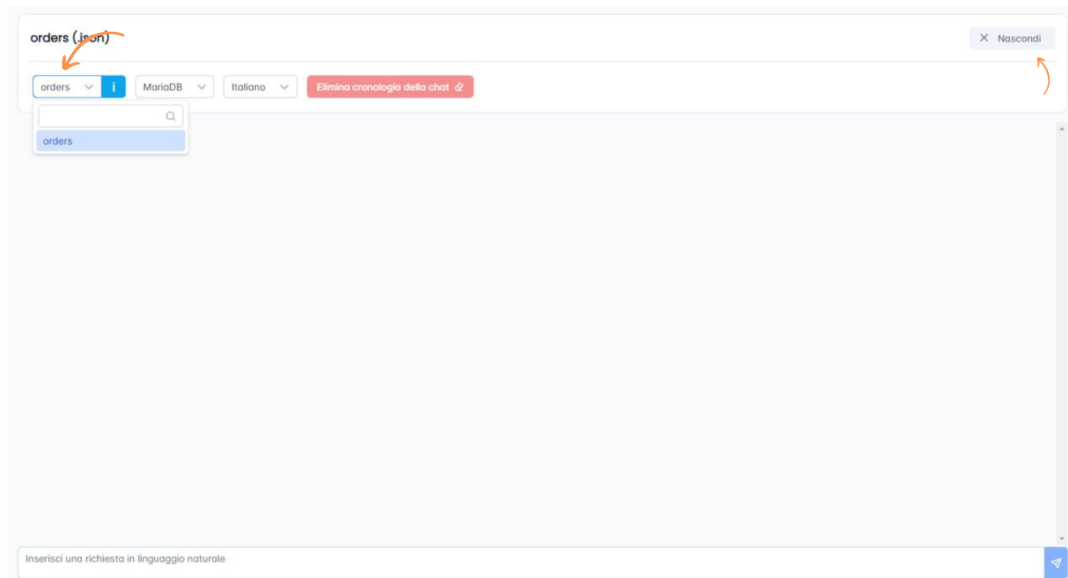 orders (.json)
Nascondi
orders
i
MariaDB
Italiano
Elimina cronologia della chat
orders
Inserisci una richiesta in linguaggio naturale